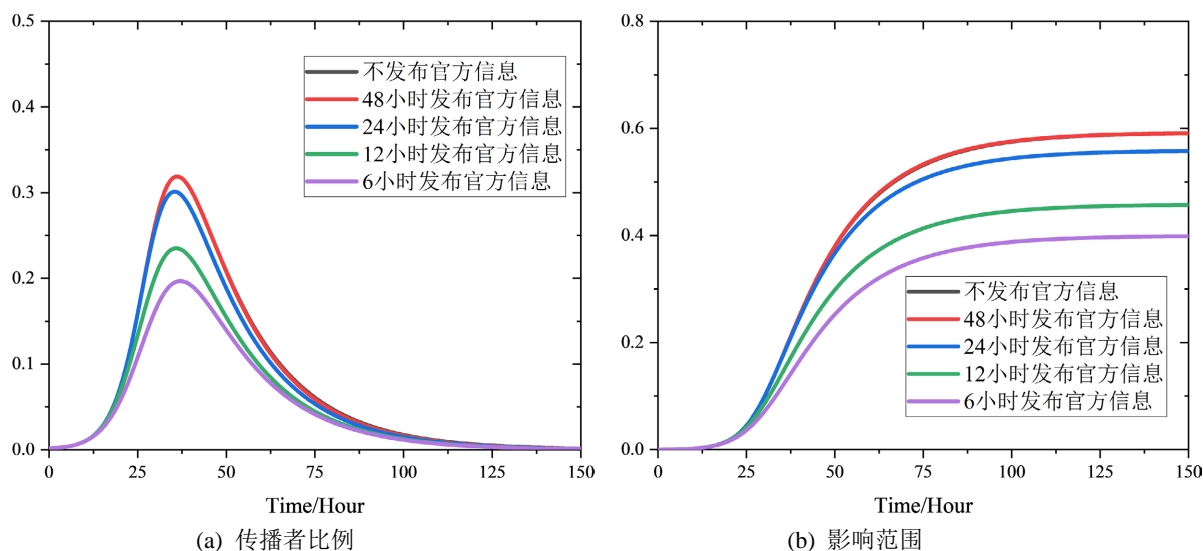 0.5
0.4
0.3
0.2
0.1
0.0
不发布官方信息
48小时发布官方信息
24小时发布官方信息
12小时发布官方信息
6小时发布官方信息
0 25 50 75 100 125 150
Time/Hour
(a) 传播者比例
0.8
0.6
0.4
0.2
0.0
不发布官方信息
48小时发布官方信息
24小时发布官方信息
12小时发布官方信息
6小时发布官方信息
0 25 50 75 100 125 150
Time/Hour
(b) 影响范围